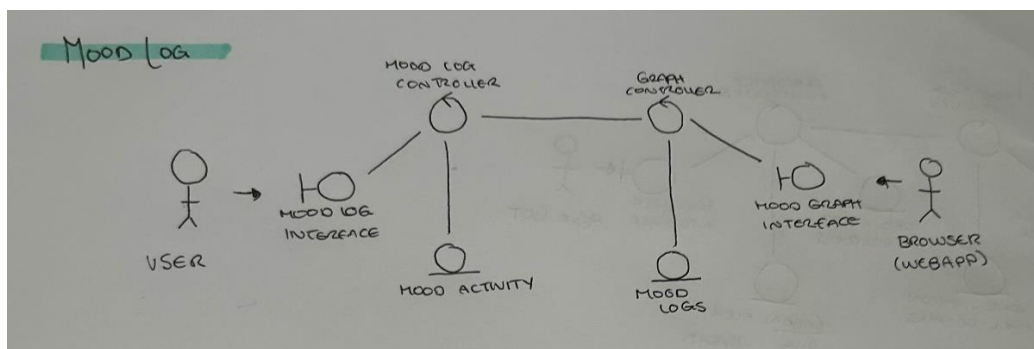 MOOD LOG
MOOD LOG
CONTROLLER
GRAPH
CONTROLLER
MOOD LOG
INTERFACE
MOOD GRAPH
INTERFACE
USER
BROWSER
(WEBAPP)
MOOD ACTIVITY
MOOD
LOGS